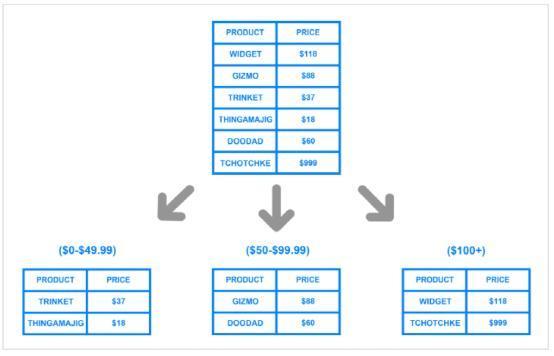 PRODUCT PRICE
WIDGET $118
GIZMO $88
TRINKET $37
THINGAMAJIG $18
DOODAD $60
TCHOTCHKE $999
($0-$49.99)
PRODUCT PRICE
TRINKET $37
THINGAMAJIG $18
($50-$99.99)
PRODUCT PRICE
GIZMO $88
DOODAD $60
($100+)
PRODUCT PRICE
WIDGET $118
TCHOTCHKE $999